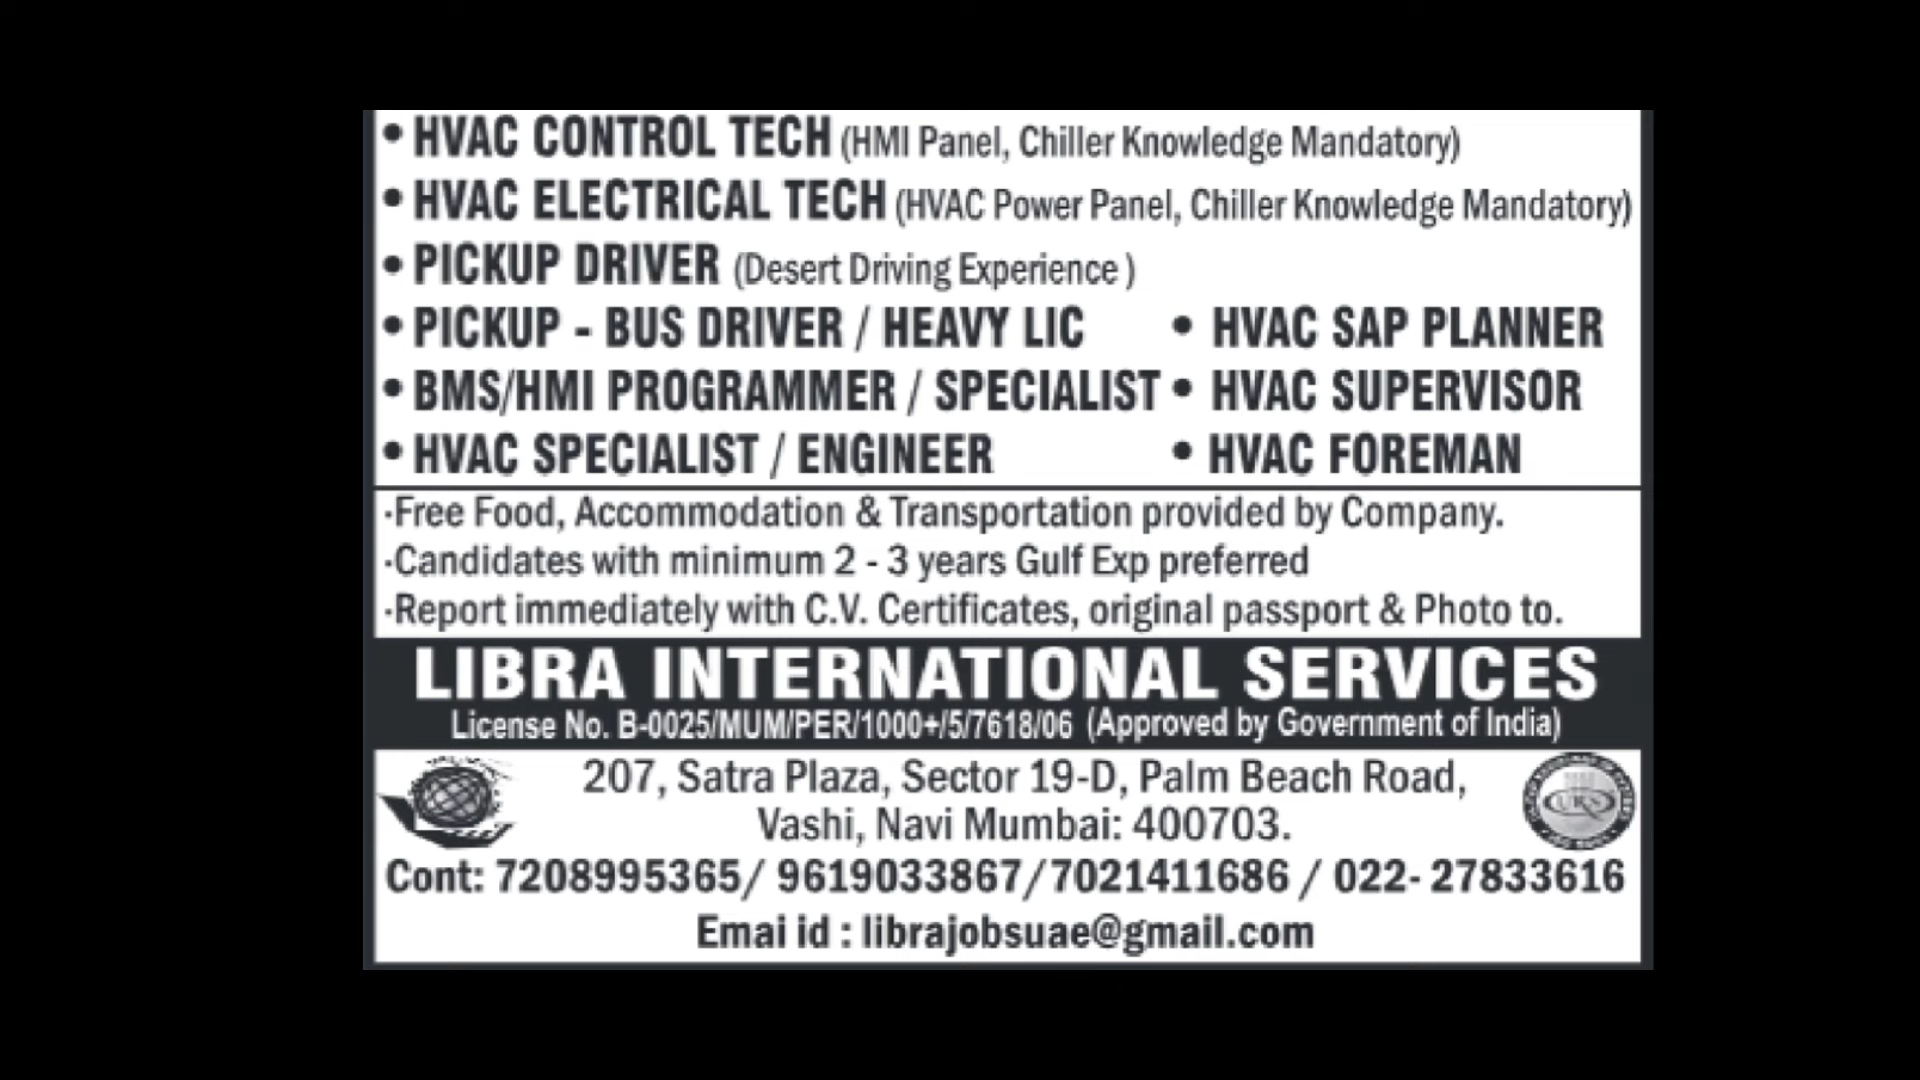 • HVAC CONTROL TECH (HMI Panel, Chiller Knowledge Mandatory)
• HVAC ELECTRICAL TECH (HVAC Power Panel, Chiller Knowledge Mandatory)
• PICKUP DRIVER (Desert Driving Experience )
• PICKUP - BUS DRIVER / HEAVY LIC • HVAC SAP PLANNER
• BMS/HMI PROGRAMMER / SPECIALIST • HVAC SUPERVISOR
• HVAC SPECIALIST / ENGINEER • HVAC FOREMAN
·Free Food, Accommodation & Transportation provided by Company.
·Candidates with minimum 2 - 3 years Gulf Exp preferred
·Report immediately with C.V. Certificates, original passport & Photo to.
LIBRA INTERNATIONAL SERVICES
License No. B-0025/MUM/PER/1000+/5/7618/06 (Approved by Government of India)
207, Satra Plaza, Sector 19-D, Palm Beach Road,
Vashi, Navi Mumbai: 400703.
URS
Cont: 7208995365/ 9619033867/7021411686 / 022- 27833616
Emai id : librajobsuae@gmail.com